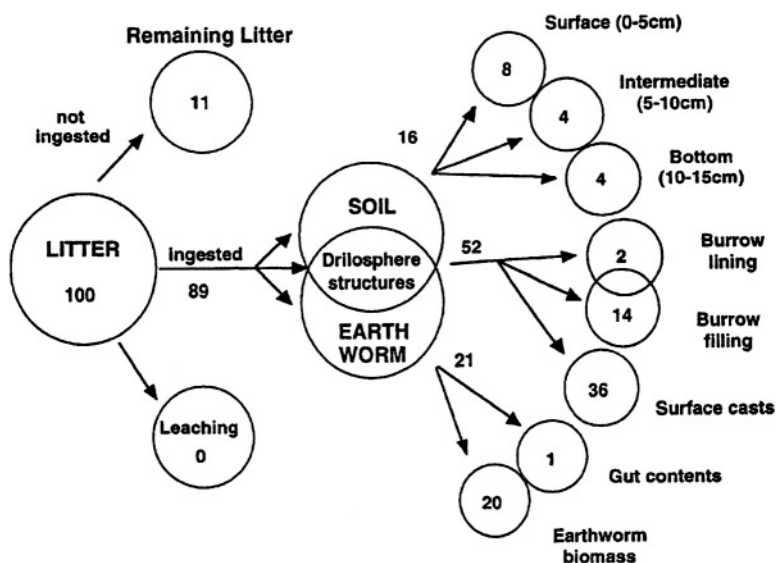 Surface (0-5cm)
Remaining Litter
8
Intermediate
(5-10cm)
11
not
ingested
4
16
Bottom
(10-15cm)
4
SOIL
LITTER
ingested
52
Burrow
lining
2
Drilosphere
structures
100
89
14
Burrow
filling
EARTH
WORM
21
36
Surface casts
Leaching
0
1
Gut contents
20
Earthworm
biomass